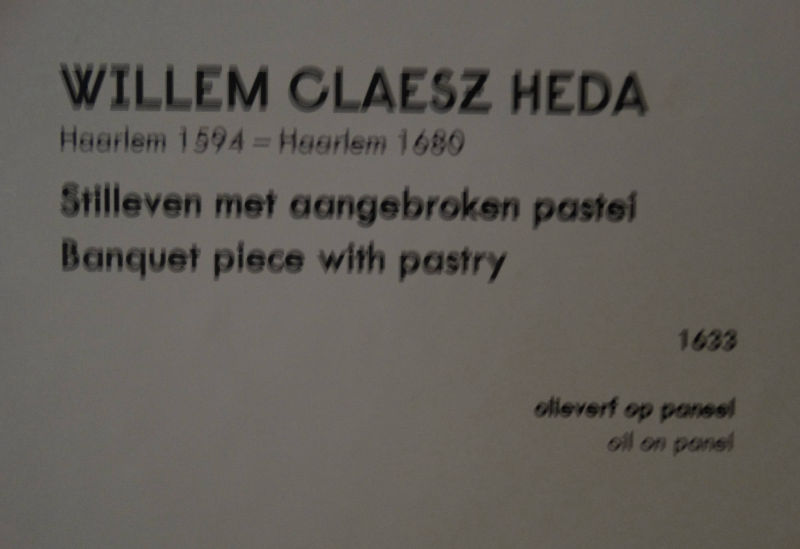 WILLEM CLAESZ HEDA
Haarlem 1594 – Haarlem 1680
Stilleven met aangebroken pastei
Banquet piece with pastry
1633
olieverf op paneel
oil on panel